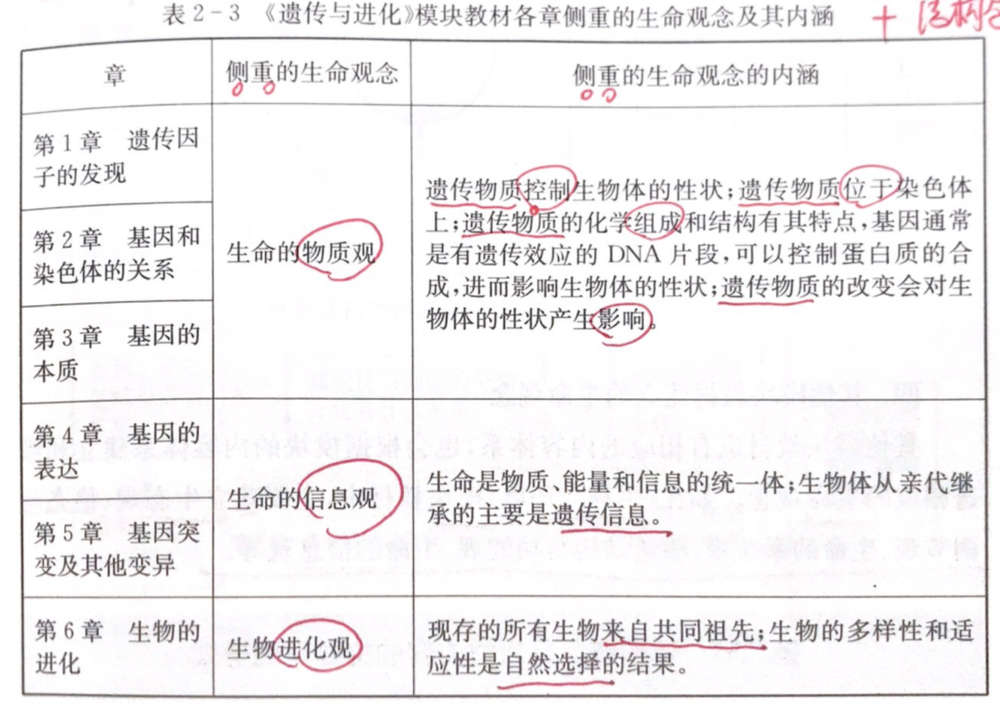 表2-3 《遗传与进化》模块教材各章侧重的生命观念及其内涵
+ 结构
章
侧重的生命观念
侧重的生命观念的内涵
第1章 遗传因
子的发现
第2章 基因和
染色体的关系
第3章 基因的
本质
生命的物质观
遗传物质控制生物体的性状;遗传物质位于染色体
上;遗传物质的化学组成和结构有其特点,基因通常
是有遗传效应的 DNA 片段,可以控制蛋白质的合
成,进而影响生物体的性状;遗传物质的改变会对生
物体的性状产生影响。
第4章 基因的
表达
第5章 基因突
变及其他变异
生命的信息观
生命是物质、能量和信息的统一体;生物体从亲代继
承的主要是遗传信息。
第6章 生物的
进化
生物进化观
现存的所有生物来自共同祖先;生物的多样性和适
应性是自然选择的结果。